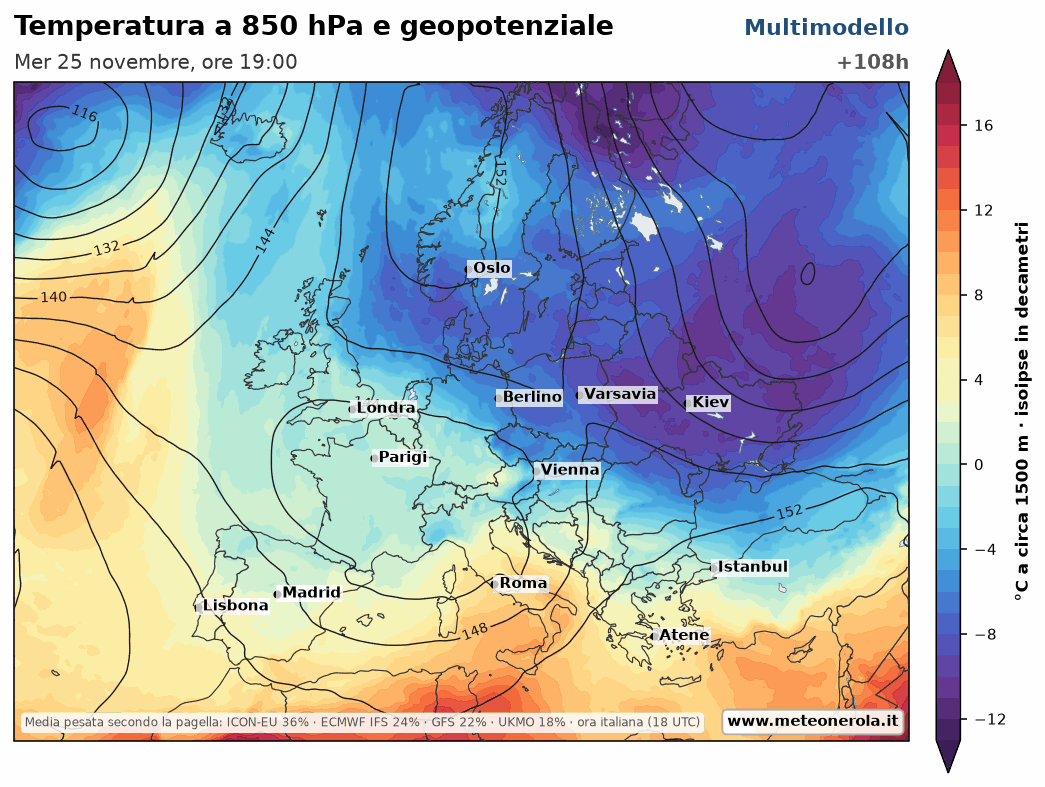 Temperatura a 850 hPa e geopotenziale
Multimodello
Mer 25 novembre, ore 19:00
+108h
116
132
152
144
132
140
Oslo
Berlino
Varsavia
Kiev
Londra
Parigi
Vienna
152
Istanbul
Roma
Madrid
Lisbona
148
Atene
Media pesata secondo la pagella: ICON-EU 36% · ECMWF IFS 24% · GFS 22% · UKMO 18% · ora italiana (18 UTC)
www.meteonerola.it
16
12
8
4
0
−4
−8
−12
°C a circa 1500 m · isoipse in decametri